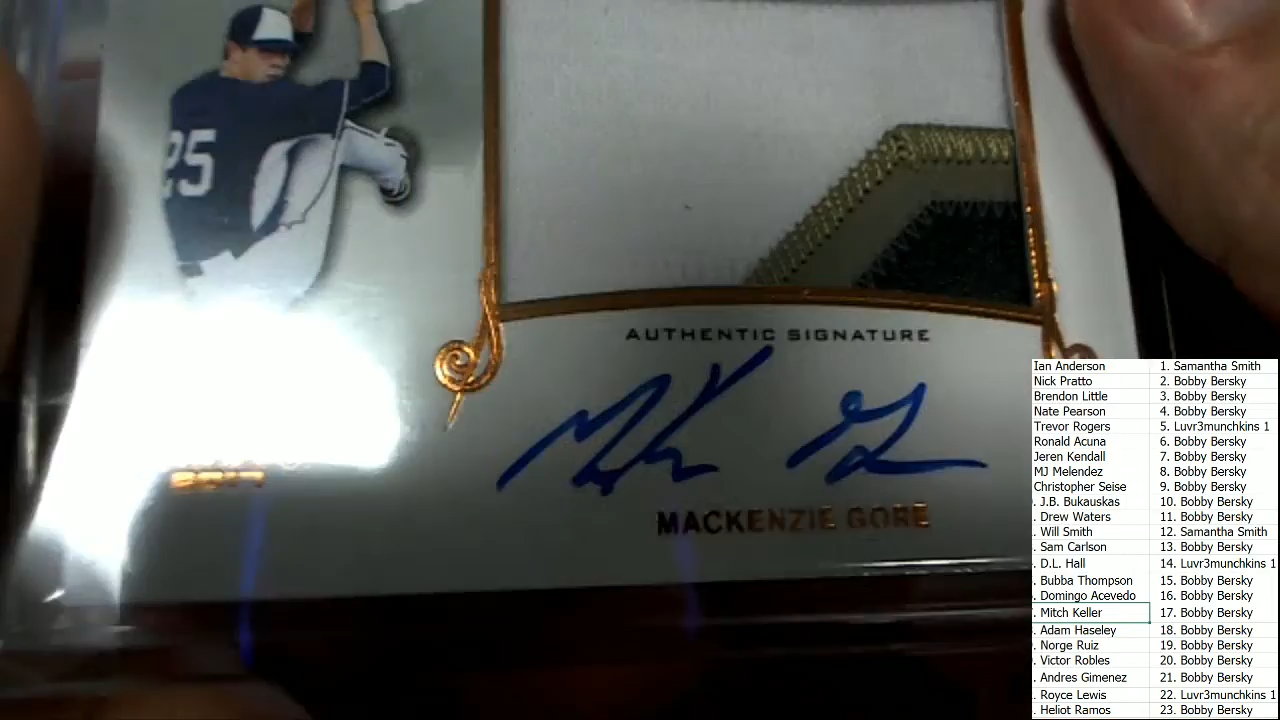 25
AUTHENTIC SIGNATURE
MACKENZIE GORE
Ian Anderson 1. Samantha Smith
Nick Pratto 2. Bobby Bersky
Brendon Little 3. Bobby Bersky
Nate Pearson 4. Bobby Bersky
Trevor Rogers 5. Luvr3munchkins 1
Ronald Acuna 6. Bobby Bersky
Jeren Kendall 7. Bobby Bersky
MJ Melendez 8. Bobby Bersky
Christopher Seise 9. Bobby Bersky
. J.B. Bukauskas 10. Bobby Bersky
. Drew Waters 11. Bobby Bersky
. Will Smith 12. Samantha Smith
. Sam Carlson 13. Bobby Bersky
. D.L. Hall 14. Luvr3munchkins 1
. Bubba Thompson 15. Bobby Bersky
. Domingo Acevedo 16. Bobby Bersky
. Mitch Keller 17. Bobby Bersky
. Adam Haseley 18. Bobby Bersky
. Norge Ruiz 19. Bobby Bersky
. Victor Robles 20. Bobby Bersky
. Andres Gimenez 21. Bobby Bersky
. Royce Lewis 22. Luvr3munchkins 1
. Heliot Ramos 23. Bobby Bersky